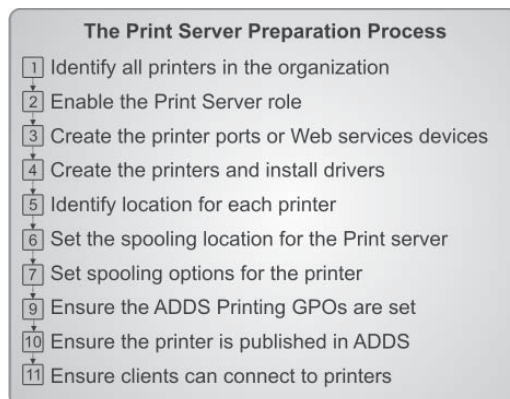 The Print Server Preparation Process
1 Identify all printers in the organization
2 Enable the Print Server role
3 Create the printer ports or Web services devices
4 Create the printers and install drivers
5 Identify location for each printer
6 Set the spooling location for the Print server
7 Set spooling options for the printer
9 Ensure the ADDS Printing GPOs are set
10 Ensure the printer is published in ADDS
11 Ensure clients can connect to printers